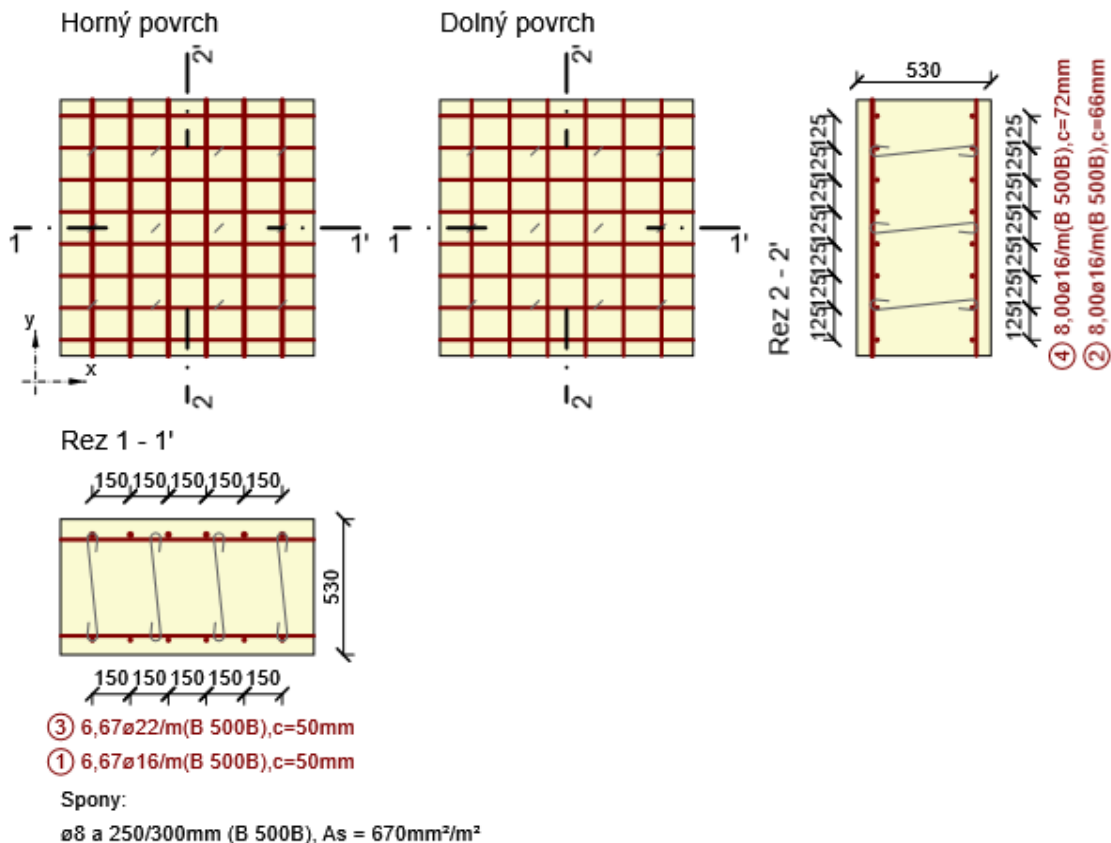 Horný povrch
Dolný povrch
2'
2'
530
1
1'
1
1'
y
x
2
2
125
125
125
125
125
125
125
125
125
125
125
125
125
125
Rez 2 - 2'
④ 8,00ø16/m(B 500B),c=72mm
② 8,00ø16/m(B 500B),c=66mm
Rez 1 - 1'
150 150 150 150 150
530
150 150 150 150 150
③ 6,67ø22/m(B 500B),c=50mm
① 6,67ø16/m(B 500B),c=50mm
Spony:
ø8 a 250/300mm (B 500B), As = 670mm²/m²